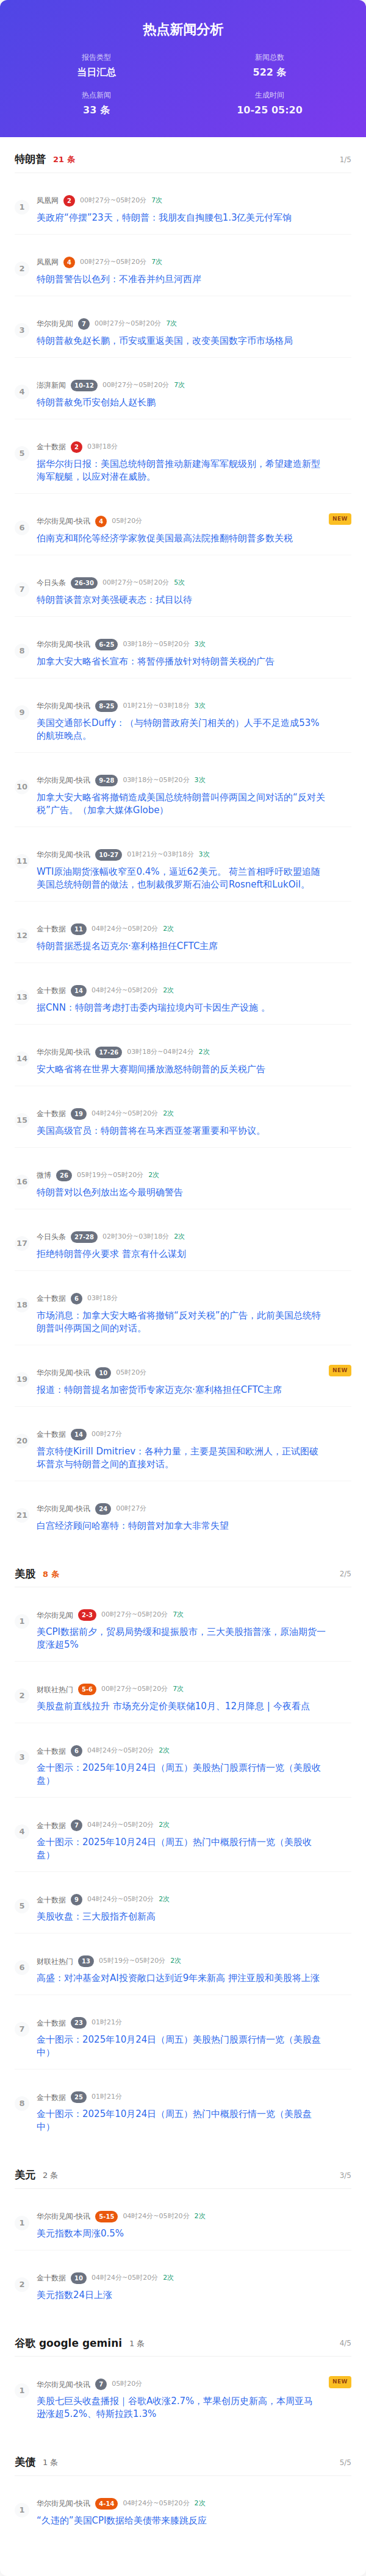 热点新闻分析
报告类型
新闻总数
当日汇总
522 条
热点新闻
生成时间
33 条
10-25 05:20
特朗普 21 条 1/5
1
凤凰网 2 00时27分~05时20分 7次
美政府“停摆”23天，特朗普：我朋友自掏腰包1.3亿美元付军饷
2
凤凰网 4 00时27分~05时20分 7次
特朗普警告以色列：不准吞并约旦河西岸
3
华尔街见闻 7 00时27分~05时20分 7次
特朗普赦免赵长鹏，币安或重返美国，改变美国数字币市场格局
4
澎湃新闻 10-12 00时27分~05时20分 7次
特朗普赦免币安创始人赵长鹏
5
金十数据 2 03时18分
据华尔街日报：美国总统特朗普推动新建海军军舰级别，希望建造新型
海军舰艇，以应对潜在威胁。
6
华尔街见闻-快讯 4 05时20分 NEW
伯南克和耶伦等经济学家敦促美国最高法院推翻特朗普多数关税
7
今日头条 26-30 00时27分~05时20分 5次
特朗普谈普京对美强硬表态：拭目以待
8
华尔街见闻-快讯 6-25 03时18分~05时20分 3次
加拿大安大略省长宣布：将暂停播放针对特朗普关税的广告
9
华尔街见闻-快讯 8-25 01时21分~03时18分 3次
美国交通部长Duffy：（与特朗普政府关门相关的）人手不足造成53%
的航班晚点。
10
华尔街见闻-快讯 9-28 03时18分~05时20分 3次
加拿大安大略省将撤销造成美国总统特朗普叫停两国之间对话的“反对关
税”广告。（加拿大媒体Globe）
11
华尔街见闻-快讯 10-27 01时21分~03时18分 3次
WTI原油期货涨幅收窄至0.4%，逼近62美元。 荷兰首相呼吁欧盟追随
美国总统特朗普的做法，也制裁俄罗斯石油公司Rosneft和LukOil。
12
金十数据 11 04时24分~05时20分 2次
特朗普据悉提名迈克尔·塞利格担任CFTC主席
13
金十数据 14 04时24分~05时20分 2次
据CNN：特朗普考虑打击委内瑞拉境内可卡因生产设施 。
14
华尔街见闻-快讯 17-26 03时18分~04时24分 2次
安大略省将在世界大赛期间播放激怒特朗普的反关税广告
15
金十数据 19 04时24分~05时20分 2次
美国高级官员：特朗普将在马来西亚签署重要和平协议。
16
微博 26 05时19分~05时20分 2次
特朗普对以色列放出迄今最明确警告
17
今日头条 27-28 02时30分~03时18分 2次
拒绝特朗普停火要求 普京有什么谋划
18
金十数据 6 03时18分
市场消息：加拿大安大略省将撤销“反对关税”的广告，此前美国总统特
朗普叫停两国之间的对话。
19
华尔街见闻-快讯 10 05时20分 NEW
报道：特朗普提名加密货币专家迈克尔·塞利格担任CFTC主席
20
金十数据 14 00时27分
普京特使Kirill Dmitriev：各种力量，主要是英国和欧洲人，正试图破
坏普京与特朗普之间的直接对话。
21
华尔街见闻-快讯 24 00时27分
白宫经济顾问哈塞特：特朗普对加拿大非常失望
美股 8 条 2/5
1
华尔街见闻 2-3 00时27分~05时20分 7次
美CPI数据前夕，贸易局势缓和提振股市，三大美股指普涨，原油期货一
度涨超5%
2
财联社热门 5-6 00时27分~05时20分 7次
美股盘前直线拉升 市场充分定价美联储10月、12月降息 | 今夜看点
3
金十数据 6 04时24分~05时20分 2次
金十图示：2025年10月24日（周五）美股热门股票行情一览（美股收
盘）
4
金十数据 7 04时24分~05时20分 2次
金十图示：2025年10月24日（周五）热门中概股行情一览（美股收
盘）
5
金十数据 9 04时24分~05时20分 2次
美股收盘：三大股指齐创新高
6
财联社热门 13 05时19分~05时20分 2次
高盛：对冲基金对AI投资敞口达到近9年来新高 押注亚股和美股将上涨
7
金十数据 23 01时21分
金十图示：2025年10月24日（周五）美股热门股票行情一览（美股盘
中）
8
金十数据 25 01时21分
金十图示：2025年10月24日（周五）热门中概股行情一览（美股盘
中）
美元 2 条 3/5
1
华尔街见闻-快讯 5-15 04时24分~05时20分 2次
美元指数本周涨0.5%
2
金十数据 10 04时24分~05时20分 2次
美元指数24日上涨
谷歌 google gemini 1 条 4/5
1
华尔街见闻-快讯 7 05时20分 NEW
美股七巨头收盘播报｜谷歌A收涨2.7%，苹果创历史新高，本周亚马
逊涨超5.2%、特斯拉跌1.3%
美债 1 条 5/5
1
华尔街见闻-快讯 4-14 04时24分~05时20分 2次
“久违的”美国CPI数据给美债带来膝跳反应